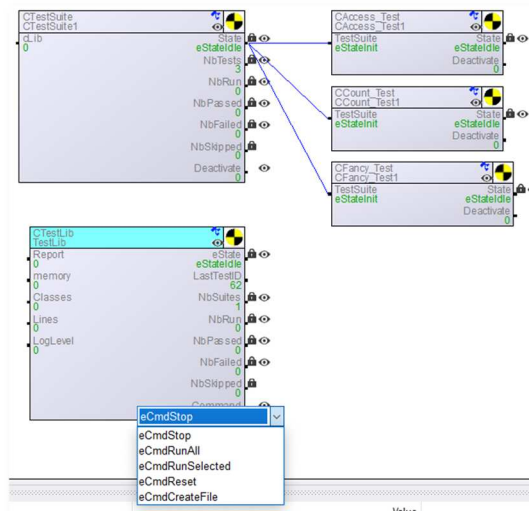 CTestSuite
CTestSuite1
cLib
0
State
eStateIdle
NbTests
3
NbRun
0
NbPassed
0
NbFailed
0
NbSkipped
0
Deactivate
0
CAccess_Test
CAccess_Test1
TestSuite
eStateInit
State
eStateIdle
Deactivate
0
CCount_Test
CCount_Test1
TestSuite
eStateInit
State
eStateIdle
Deactivate
0
CFancy_Test
CFancy_Test1
TestSuite
eStateInit
State
eStateIdle
Deactivate
0
CTestLib
TestLib
Report
0
memory
0
Classes
0
Lines
0
LogLevel
0
eState
eStateIdle
LastTestID
62
NbSuites
1
NbRun
0
NbPassed
0
NbFailed
0
NbSkipped
0
Command
eCmdStop
eCmdStop
eCmdRunAll
eCmdRunSelected
eCmdReset
eCmdCreateFile
Value